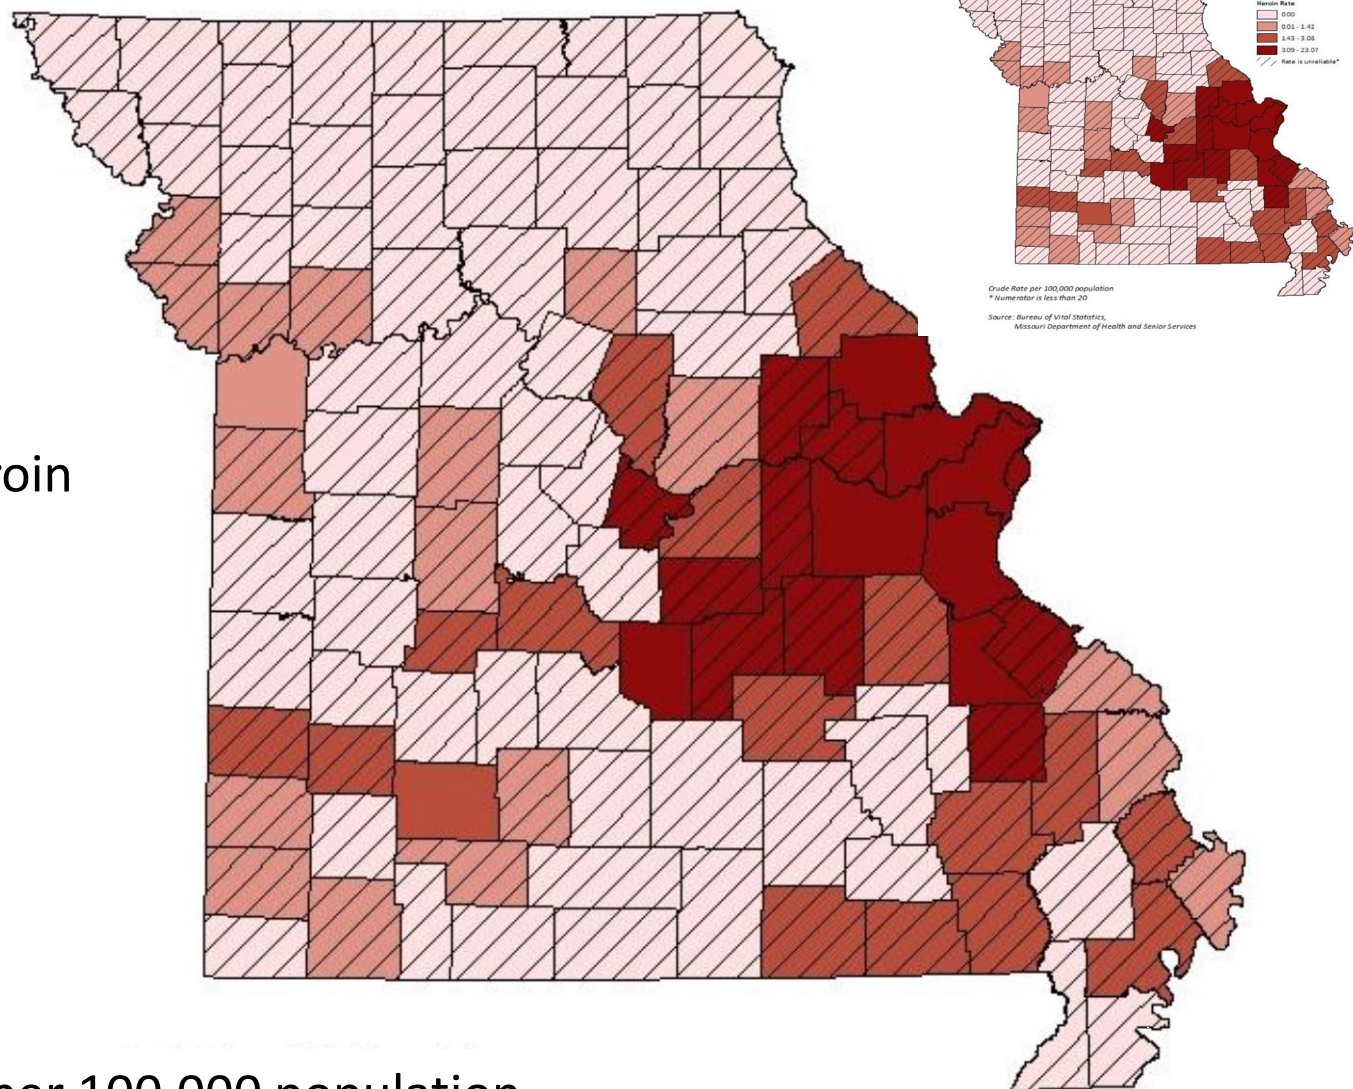 Heroin Rate
0.00
0.01 - 1.42
1.43 - 3.08
3.09 - 23.07
Rate is unreliable*
Crude Rate per 100,000 population
* Numerator is less than 20
Source: Bureau of Vital Statistics,
Missouri Department of Health and Senior Services
roin
per 100,000 population